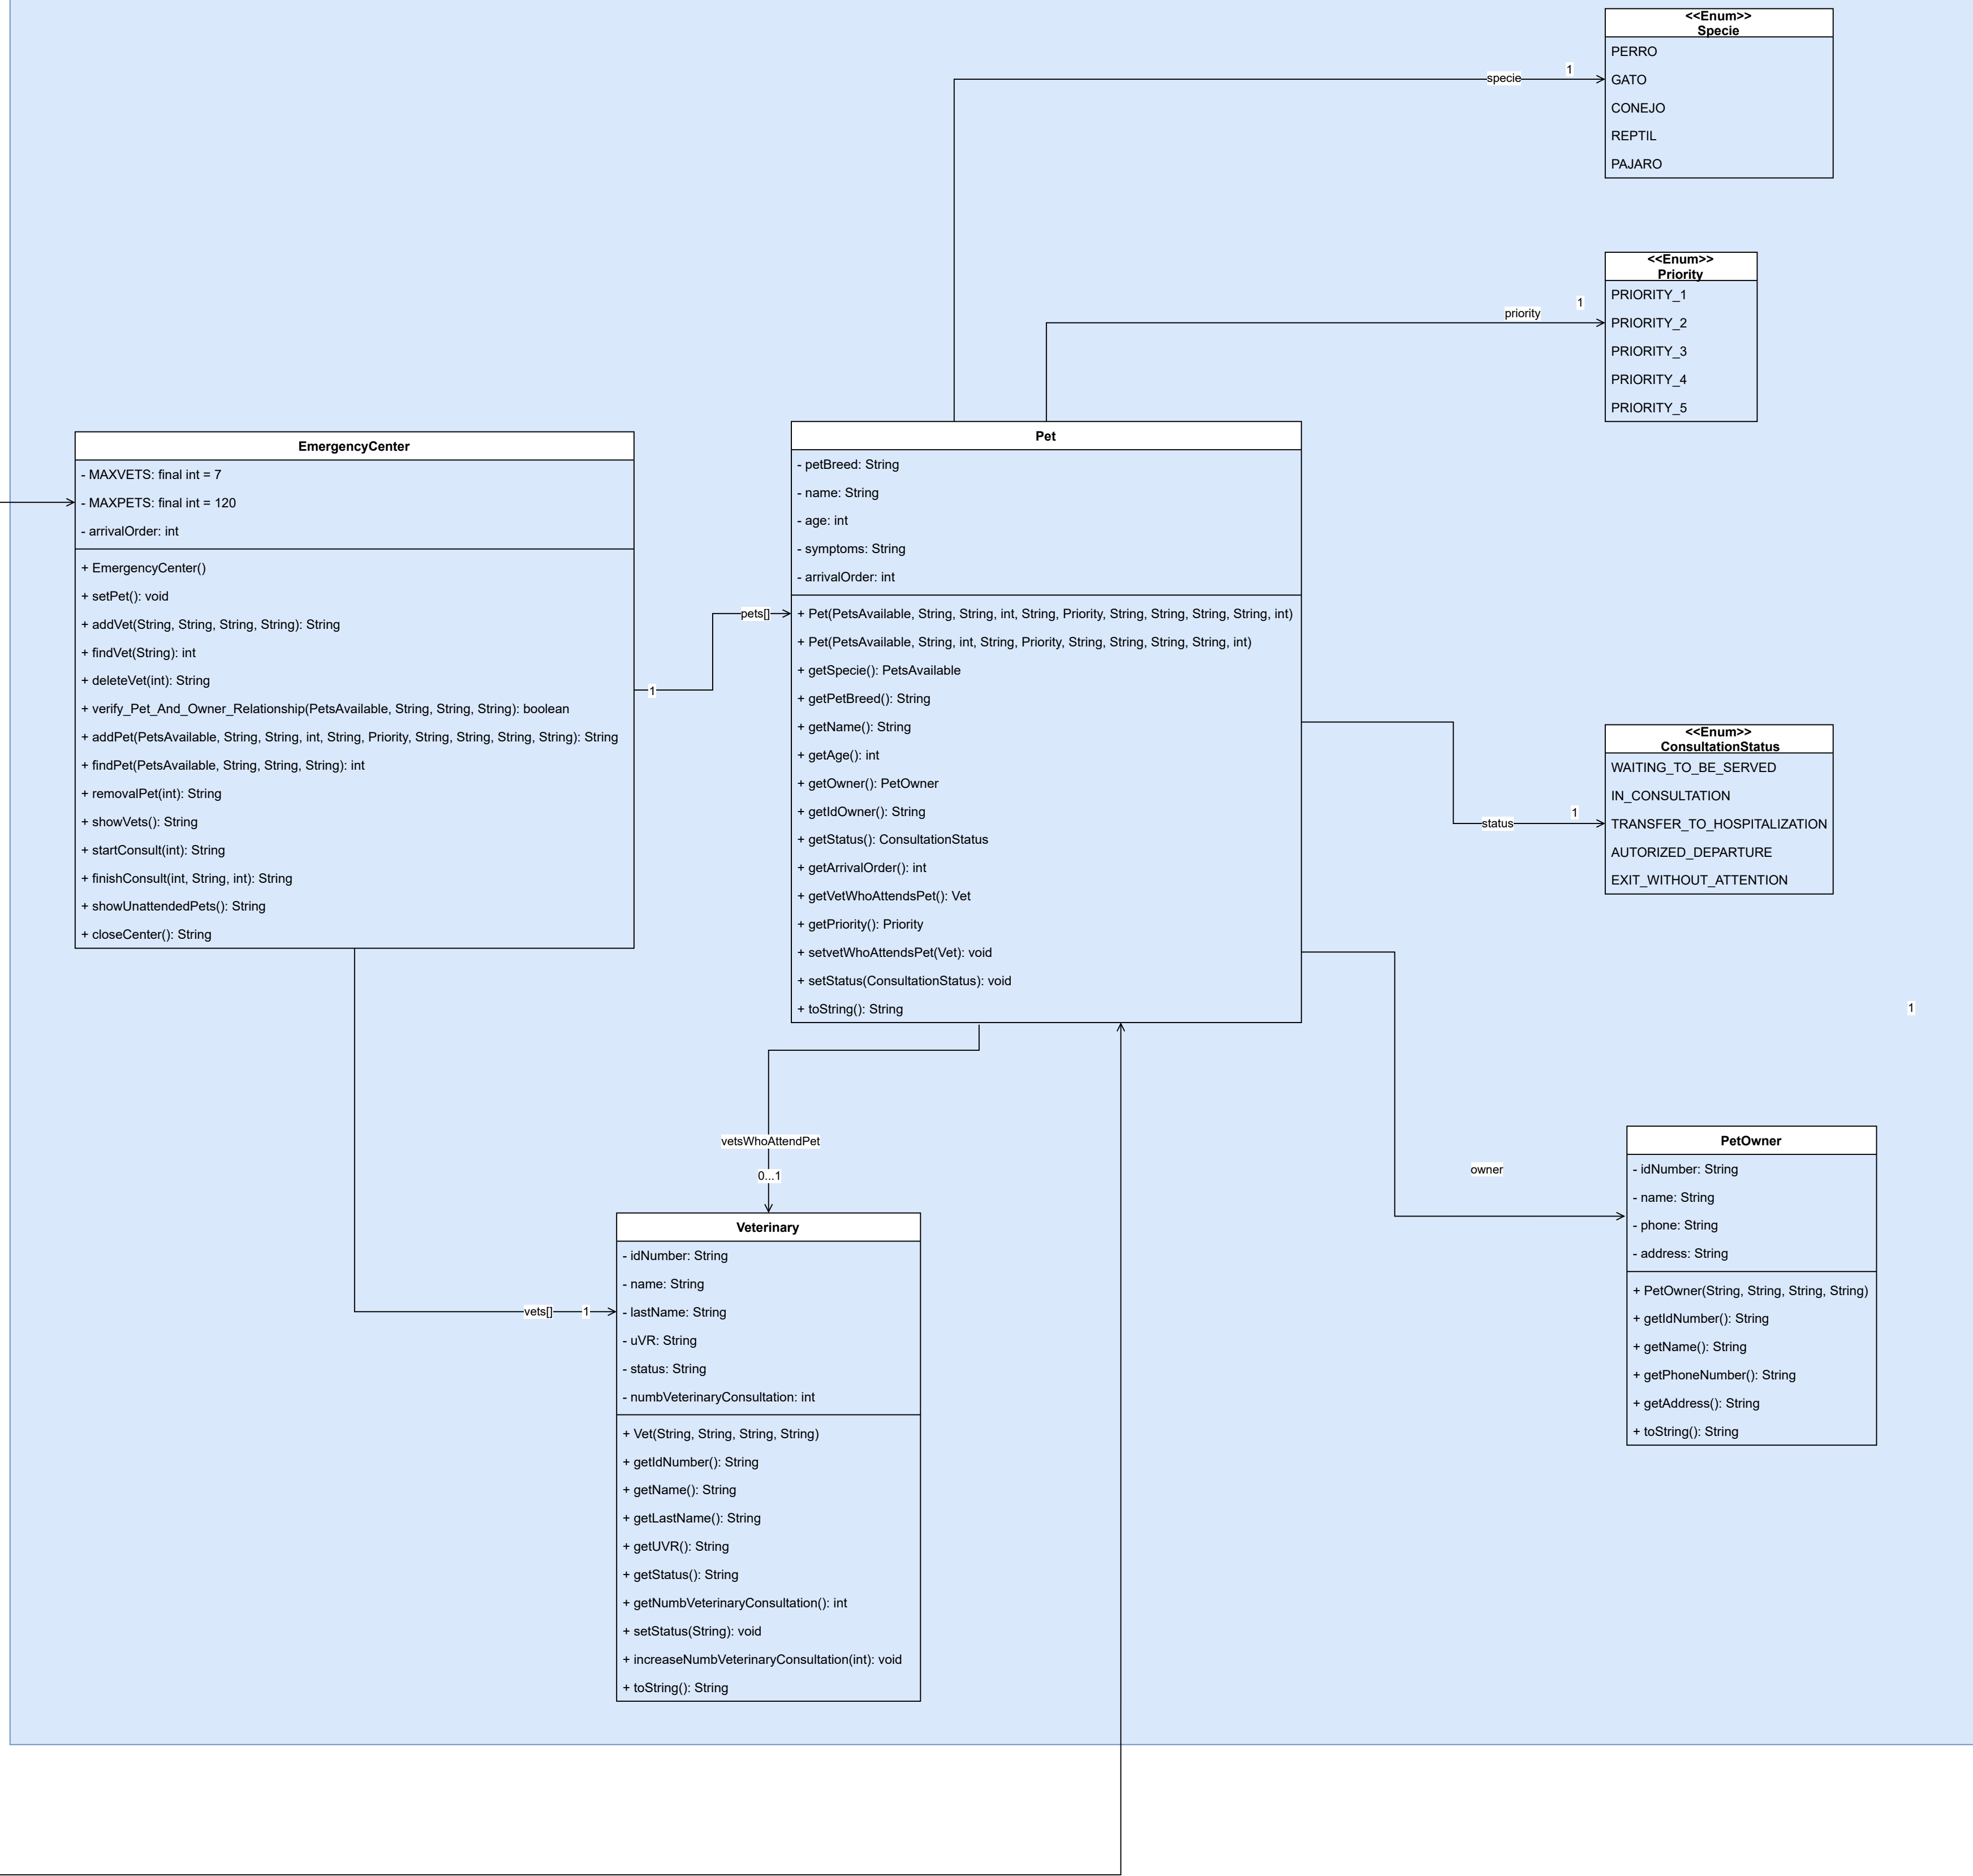 <<Enum>>
Specie
PERRO
GATO
CONEJO
REPTIL
PAJARO
specie
1
<<Enum>>
Priority
PRIORITY_1
PRIORITY_2
PRIORITY_3
PRIORITY_4
PRIORITY_5
priority
1
EmergencyCenter
- MAXVETS: final int = 7
- MAXPETS: final int = 120
- arrivalOrder: int
+ EmergencyCenter()
+ setPet(): void
+ addVet(String, String, String, String): String
+ findVet(String): int
+ deleteVet(int): String
+ verify_Pet_And_Owner_Relationship(PetsAvailable, String, String, String): boolean
+ addPet(PetsAvailable, String, String, int, String, Priority, String, String, String, String): String
+ findPet(PetsAvailable, String, String, String): int
+ removalPet(int): String
+ showVets(): String
+ startConsult(int): String
+ finishConsult(int, String, int): String
+ showUnattendedPets(): String
+ closeCenter(): String
1
pets[]
Pet
- petBreed: String
- name: String
- age: int
- symptoms: String
- arrivalOrder: int
+ Pet(PetsAvailable, String, String, int, String, Priority, String, String, String, String, int)
+ Pet(PetsAvailable, String, int, String, Priority, String, String, String, String, int)
+ getSpecie(): PetsAvailable
+ getPetBreed(): String
+ getName(): String
+ getAge(): int
+ getOwner(): PetOwner
+ getIdOwner(): String
+ getStatus(): ConsultationStatus
+ getArrivalOrder(): int
+ getVetWhoAttendsPet(): Vet
+ getPriority(): Priority
+ setvetWhoAttendsPet(Vet): void
+ setStatus(ConsultationStatus): void
+ toString(): String
<<Enum>>
ConsultationStatus
WAITING_TO_BE_SERVED
IN_CONSULTATION
TRANSFER_TO_HOSPITALIZATION
AUTORIZED_DEPARTURE
EXIT_WITHOUT_ATTENTION
status
1
1
vetsWhoAttendPet
0...1
owner
vets[]
1
Veterinary
- idNumber: String
- name: String
- lastName: String
- uVR: String
- status: String
- numbVeterinaryConsultation: int
+ Vet(String, String, String, String)
+ getIdNumber(): String
+ getName(): String
+ getLastName(): String
+ getUVR(): String
+ getStatus(): String
+ getNumbVeterinaryConsultation(): int
+ setStatus(String): void
+ increaseNumbVeterinaryConsultation(int): void
+ toString(): String
PetOwner
- idNumber: String
- name: String
- phone: String
- address: String
+ PetOwner(String, String, String, String)
+ getIdNumber(): String
+ getName(): String
+ getPhoneNumber(): String
+ getAddress(): String
+ toString(): String